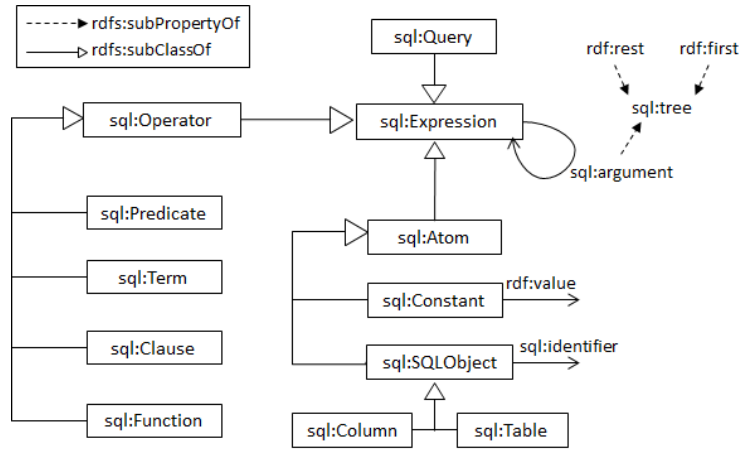 rdfs:subPropertyOf
rdfs:subClassOf
sql:Query
rdf:rest
rdf:first
sql:Operator
sql:Expression
sql:tree
sql:argument
sql:Predicate
sql:Atom
sql:Term
rdf:value
sql:Constant
sql:identifier
sql:Clause
sql:SQLObject
sql:Function
sql:Column
sql:Table